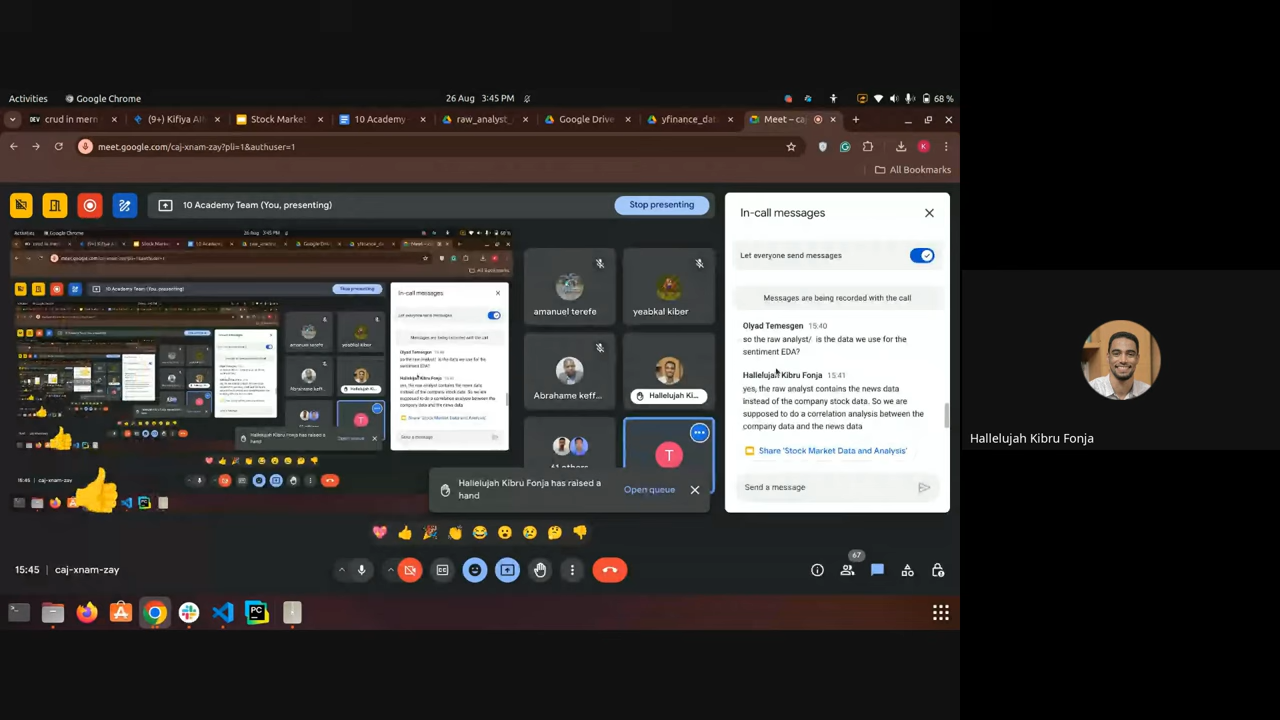 Activities
Google Chrome
26 Aug 3:45 PM
68 %
crud in mern
(9+) Kifiya AI
Stock Market
10 Academy
raw_analyst_
Google Drive
yfinance_dat
Meet – caj
meet.google.com/caj-xnam-zay?pli=1&authuser=1
All Bookmarks
10 Academy Team (You, presenting)
Stop presenting
In-call messages
Let everyone send messages
Messages are being recorded with the call
Olyad Temesgen 15:40
so the raw analyst/ is the data we use for the
sentiment EDA?
Hallelujah Kibru Fonja 15:41
yes, the raw analyst contains the news data
instead of the company stock data. So we are
supposed to do a correlation analysis between the
company data and the news data
Share 'Stock Market Data and Analysis'
Send a message
amanuel terefe
yeabkal kiber
Abrahame keff...
Hallelujah Ki...
61 others
T
Hallelujah Kibru Fonja has raised a
hand
Open queue
15:45
caj-xnam-zay
67
Hallelujah Kibru Fonja